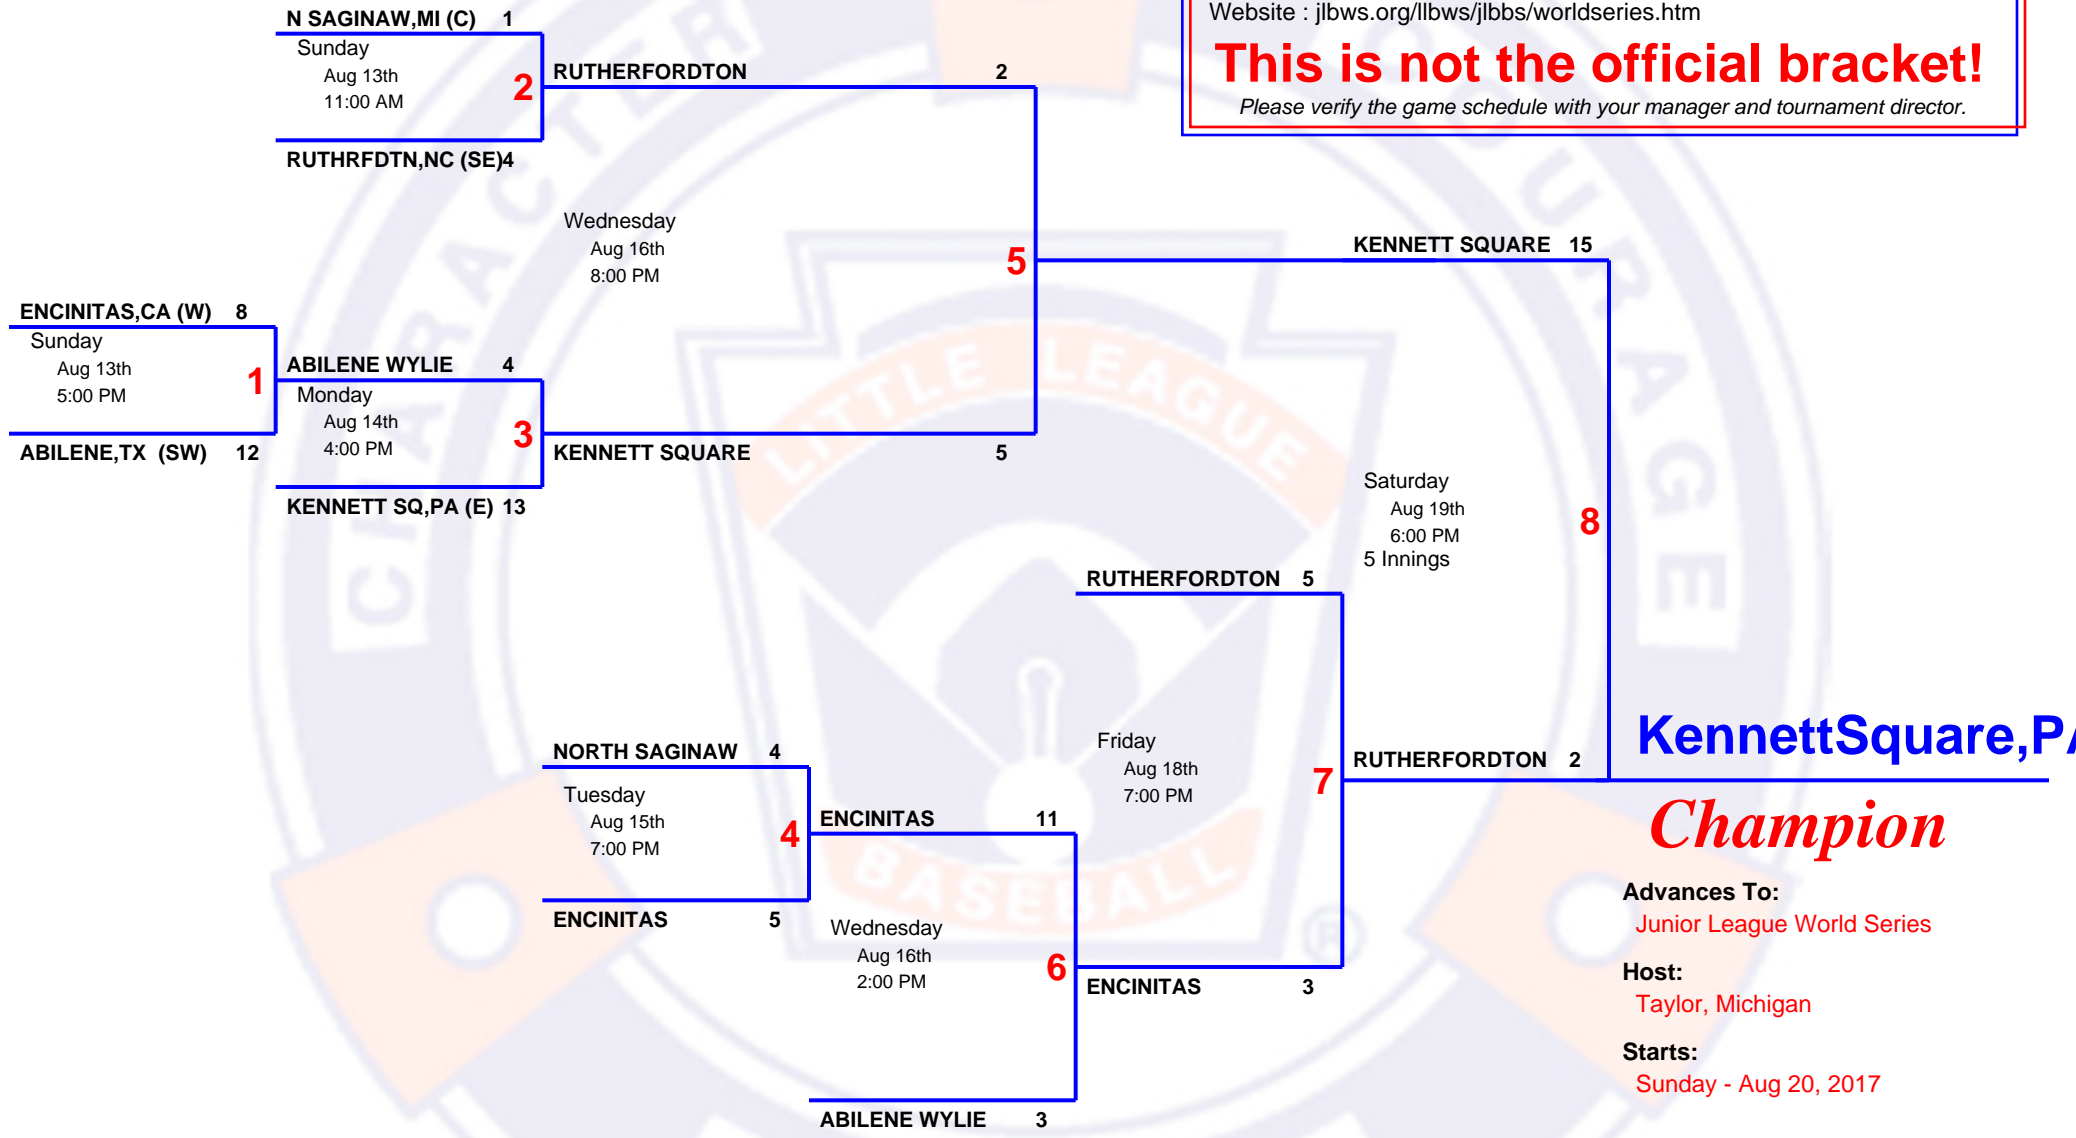 Website : jlbws.org/llbws/jlbbs/worldseries.htm
This is not the official bracket!
Please verify the game schedule with your manager and tournament director.
N SAGINAW,MI (C) 1
Sunday
Aug 13th
11:00 AM
2
RUTHRFDTN,NC (SE)4
RUTHERFORDTON 2
Wednesday
Aug 16th
8:00 PM
5
ENCINITAS,CA (W) 8
Sunday
Aug 13th
5:00 PM
1
ABILENE,TX (SW) 12
ABILENE WYLIE 4
Monday
Aug 14th
4:00 PM
3
KENNETT SQ,PA (E) 13
KENNETT SQUARE 5
KENNETT SQUARE 15
Saturday
Aug 19th
6:00 PM
5 Innings
8
RUTHERFORDTON 5
Friday
Aug 18th
7:00 PM
7
RUTHERFORDTON 2
NORTH SAGINAW 4
Tuesday
Aug 15th
7:00 PM
4
ENCINITAS 5
ENCINITAS 11
Wednesday
Aug 16th
2:00 PM
6
ENCINITAS 3
ABILENE WYLIE 3
KennettSquare,PA
Champion
Advances To:
Junior League World Series
Host:
Taylor, Michigan
Starts:
Sunday - Aug 20, 2017
CHARACTER
COURAGE
LITTLE LEAGUE
BASEBALL
®